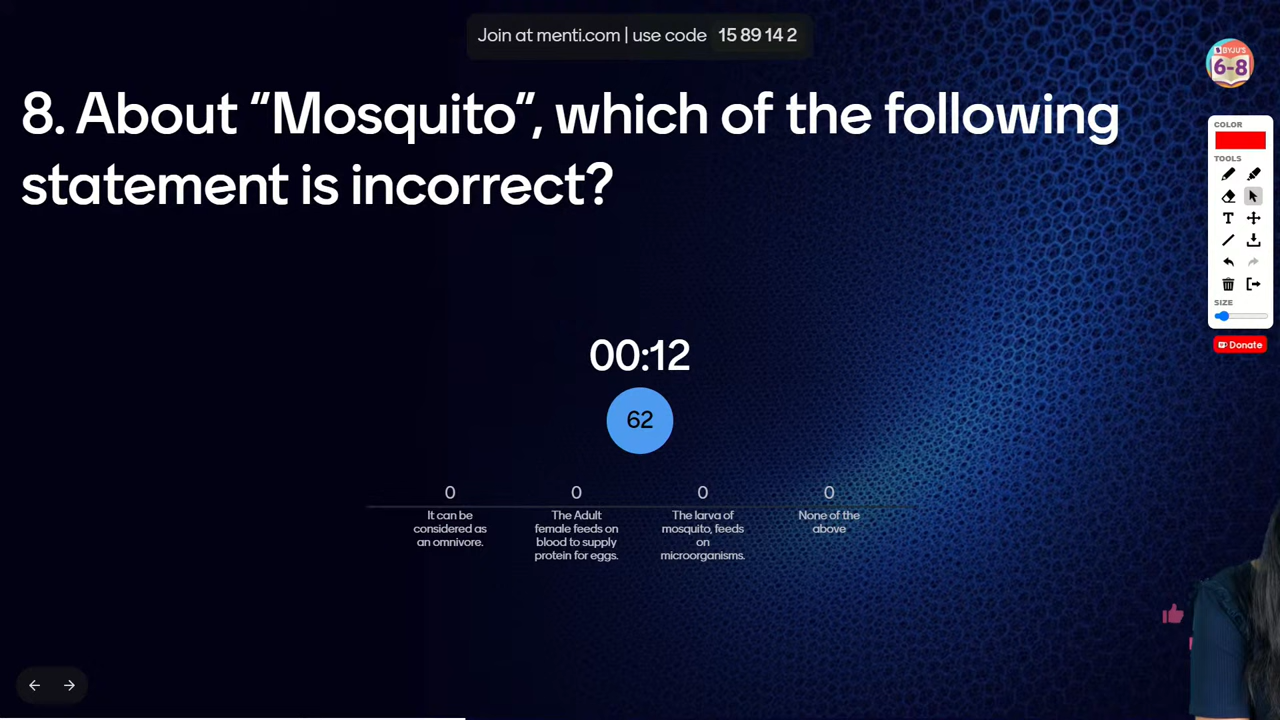 Join at menti.com | use code 15 89 14 2
BYJU'S
6-8
8. About “Mosquito”, which of the following
statement is incorrect?
COLOR
TOOLS
T
SIZE
Donate
00:12
62
0
It can be
considered as
an omnivore.
0
The Adult
female feeds on
blood to supply
protein for eggs.
0
The larva of
mosquito, feeds
on
microorganisms.
0
None of the
above